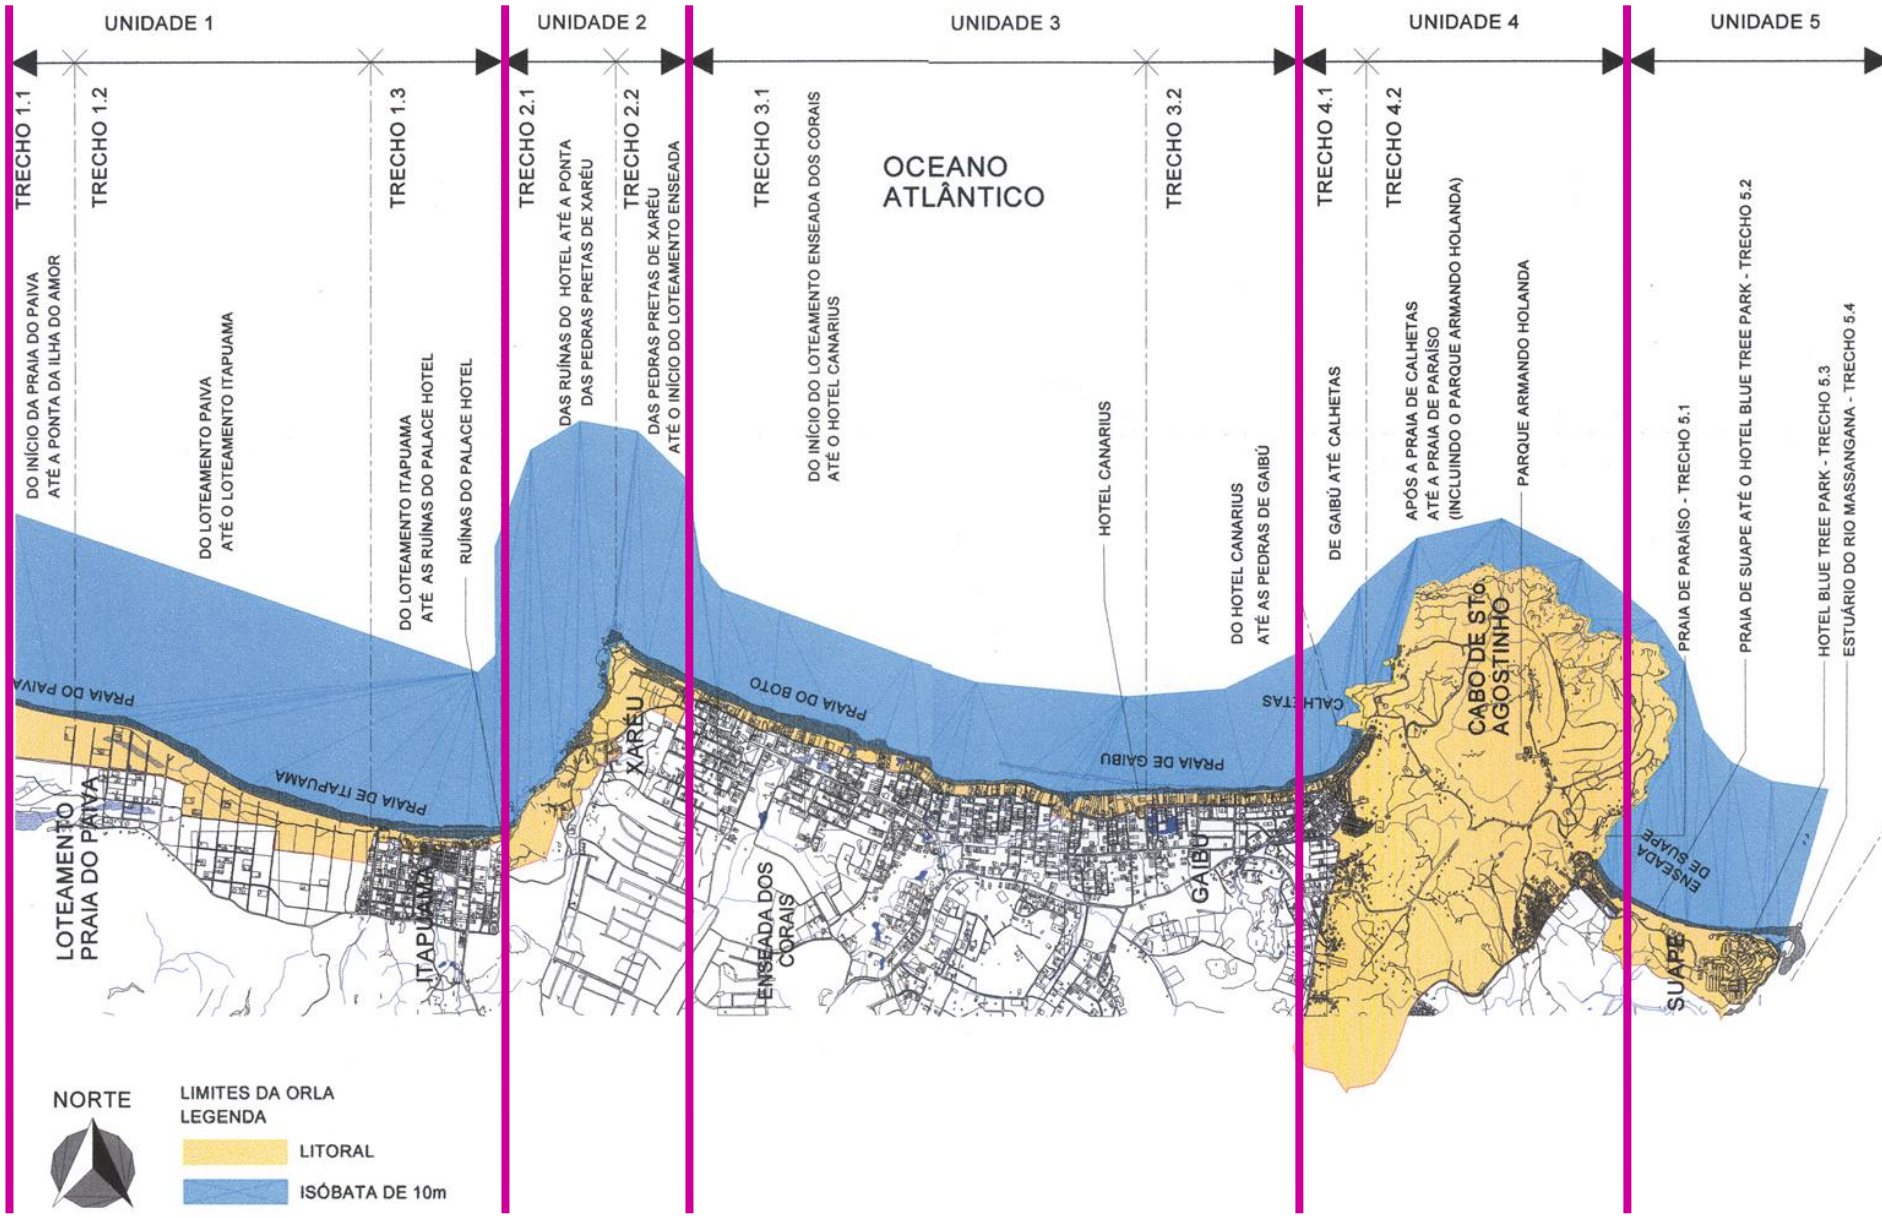 UNIDADE 1
UNIDADE 2
UNIDADE 3
UNIDADE 4
UNIDADE 5
TRECHO 1.1
TRECHO 1.2
TRECHO 1.3
TRECHO 2.1
TRECHO 2.2
TRECHO 3.1
TRECHO 3.2
TRECHO 4.1
TRECHO 4.2
OCEANO
ATLÂNTICO
DO INÍCIO DA PRAIA DO PAIVA
ATÉ A PONTA DA ILHA DO AMOR
DO LOTEAMENTO PAIVA
ATÉ O LOTEAMENTO ITAPUAMA
DO LOTEAMENTO ITAPUAMA
ATÉ AS RUÍNAS DO PALACE HOTEL
RUÍNAS DO PALACE HOTEL
DAS RUÍNAS DO HOTEL ATÉ A PONTA
DAS PEDRAS PRETAS DE XARÉU
DAS PEDRAS PRETAS DE XARÉU
ATÉ O INÍCIO DO LOTEAMENTO ENSEADA
DO INÍCIO DO LOTEAMENTO ENSEADA DOS CORAIS
ATÉ O HOTEL CANARIUS
HOTEL CANARIUS
DO HOTEL CANARIUS
ATÉ AS PEDRAS DE GAIBÚ
DE GAIBÚ ATÉ CALHETAS
APÓS A PRAIA DE CALHETAS
ATÉ A PRAIA DE PARAÍSO
(INCLUINDO O PARQUE ARMANDO HOLANDA)
PARQUE ARMANDO HOLANDA
PRAIA DE PARAÍSO - TRECHO 5.1
PRAIA DE SUAPE ATÉ O HOTEL BLUE TREE PARK - TRECHO 5.2
HOTEL BLUE TREE PARK - TRECHO 5.3
ESTUÁRIO DO RIO MASSANGANA - TRECHO 5.4
PRAIA DO PAIVA
PRAIA DE ITAPUAMA
PRAIA DO BOTO
PRAIA DE GAIBU
CALHETAS
ENSEADA
DE SUAPE
LOTEAMENTO
PRAIA DO PAIVA
ITAPUAMA
XARÉU
ENSEADA DOS
CORAIS
GAIBU
CABO DE STO.
AGOSTINHO
SUAPE
NORTE
LIMITES DA ORLA
LEGENDA
LITORAL
ISÓBATA DE 10m